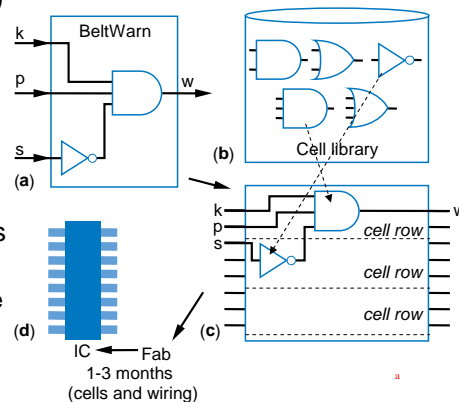 )
BeltWarn
k
p
s
w
(a)
(b)
Cell library
k
p
s
w
cell row
cell row
cell row
(c)
s
e
(d)
IC
Fab
1-3 months
(cells and wiring)
a